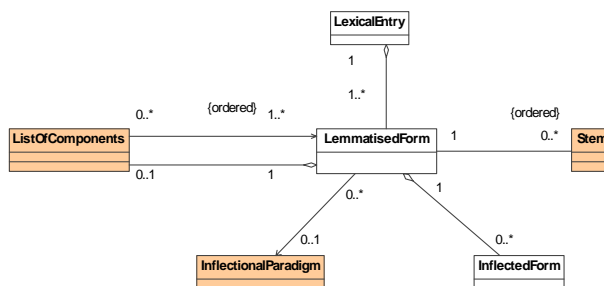 LexicalEntry
1
1..*
0..*
{ordered}
1..*
{ordered}
ListOfComponents
LemmatisedForm
1
0..*
Stem
0..1
1
0..*
1
0..1
0..*
InflectionalParadigm
InflectedForm